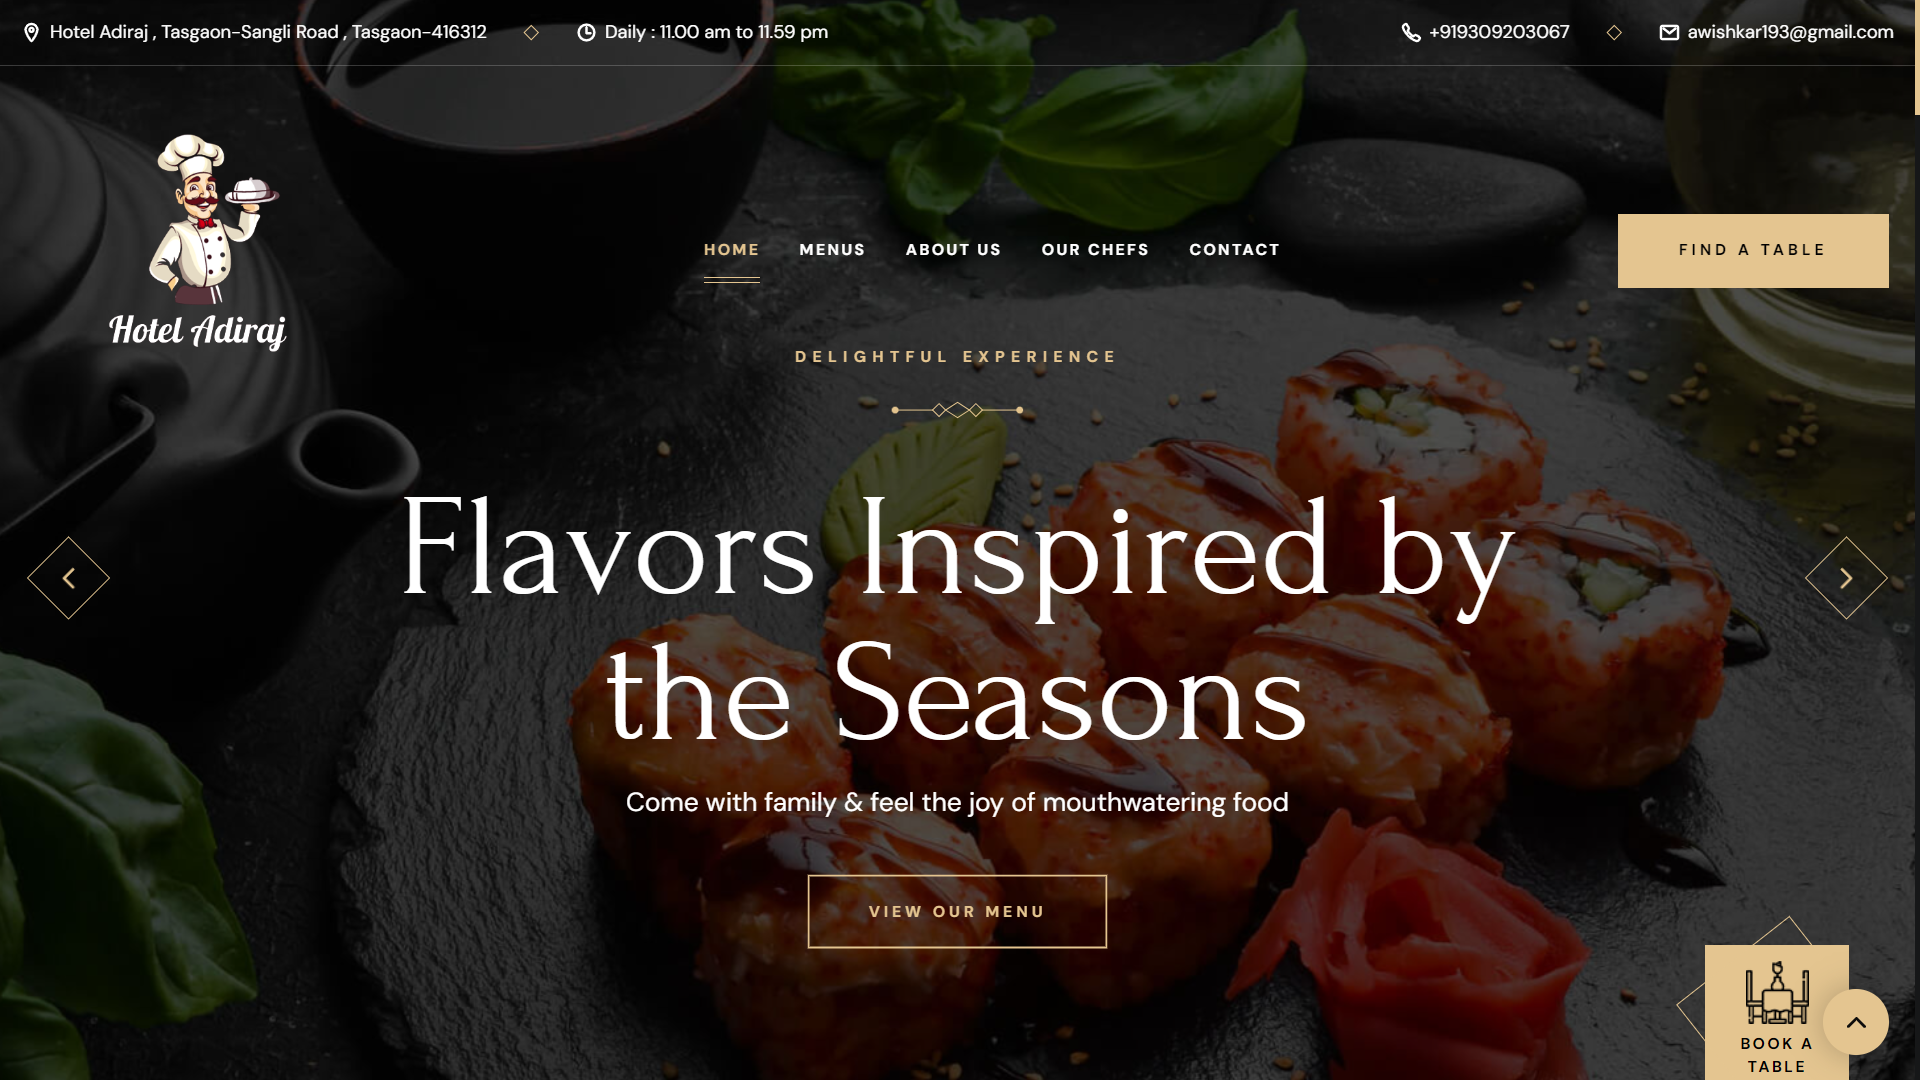 Hotel Adiraj , Tasgaon-Sangli Road , Tasgaon-416312
Daily : 11.00 am to 11.59 pm
+919309203067
awishkar193@gmail.com
Hotel Adiraj
HOME
MENUS
ABOUT US
OUR CHEFS
CONTACT
FIND A TABLE
DELIGHTFUL EXPERIENCE
Flavors Inspired by
the Seasons
Come with family & feel the joy of mouthwatering food
VIEW OUR MENU
BOOK A
TABLE